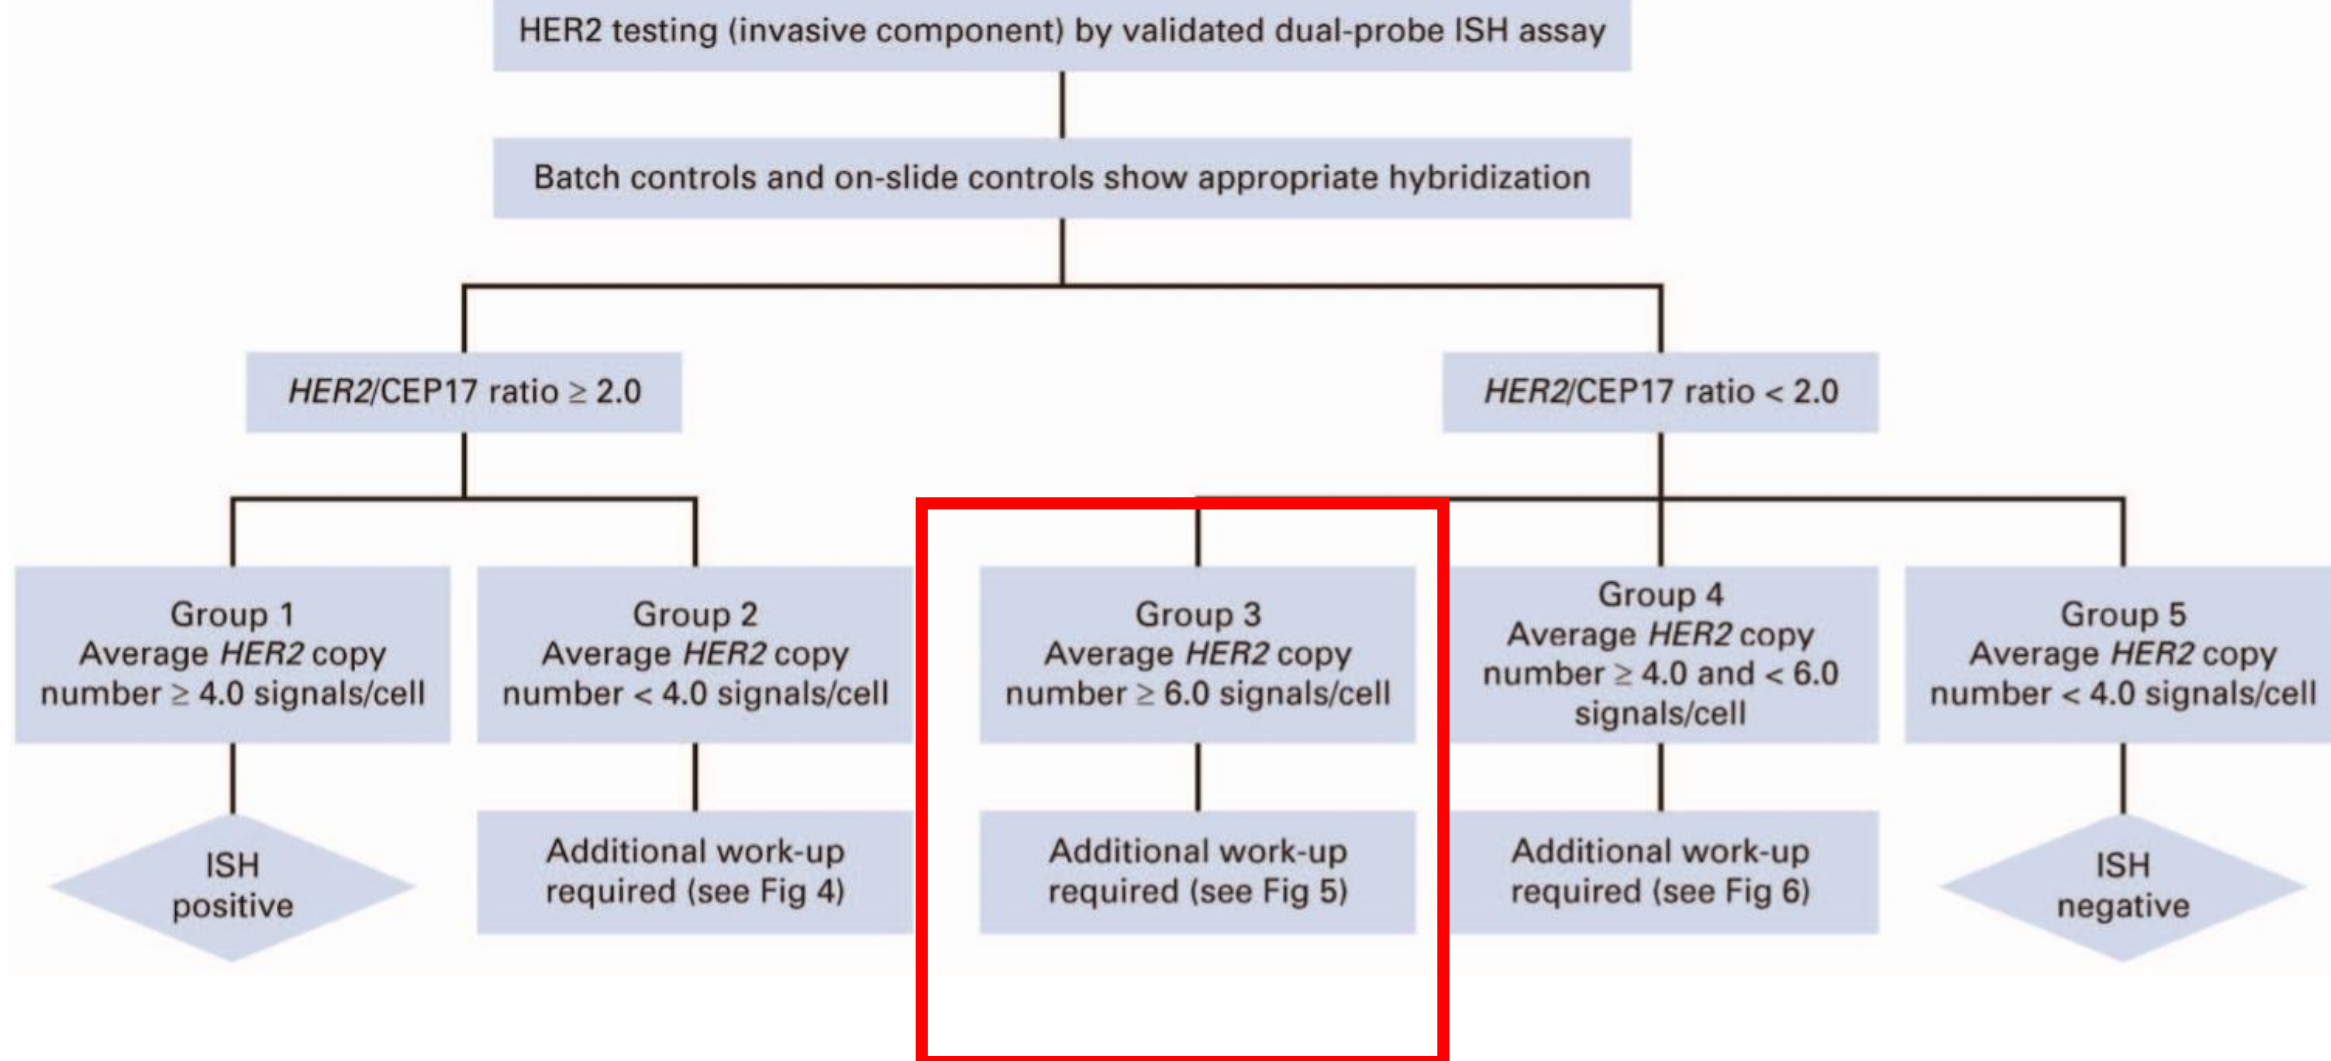 HER2 testing (invasive component) by validated dual-probe ISH assay
Batch controls and on-slide controls show appropriate hybridization
HER2/CEP17 ratio ≥ 2.0
HER2/CEP17 ratio < 2.0
Group 1
Average HER2 copy
number ≥ 4.0 signals/cell
Group 2
Average HER2 copy
number < 4.0 signals/cell
Group 3
Average HER2 copy
number ≥ 6.0 signals/cell
Group 4
Average HER2 copy
number ≥ 4.0 and < 6.0
signals/cell
Group 5
Average HER2 copy
number < 4.0 signals/cell
ISH
positive
Additional work-up
required (see Fig 4)
Additional work-up
required (see Fig 5)
Additional work-up
required (see Fig 6)
ISH
negative